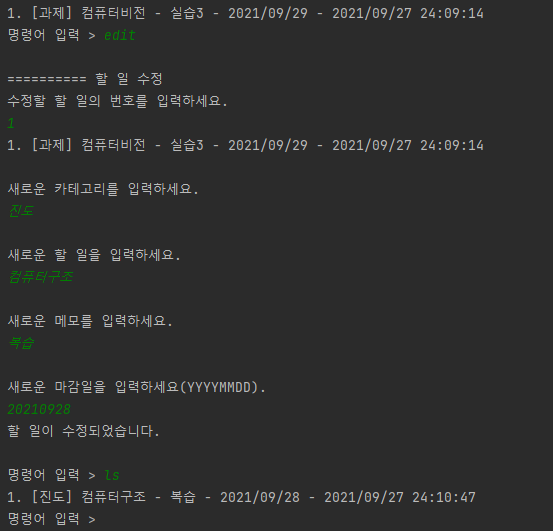 1. [과제] 컴퓨터비전 - 실습3 - 2021/09/29 - 2021/09/27 24:09:14
명령어 입력 > edit
========== 할 일 수정
수정할 할 일의 번호를 입력하세요.
1
1. [과제] 컴퓨터비전 - 실습3 - 2021/09/29 - 2021/09/27 24:09:14
새로운 카테고리를 입력하세요.
진도
새로운 할 일을 입력하세요.
컴퓨터구조
새로운 메모를 입력하세요.
복습
새로운 마감일을 입력하세요(YYYYMMDD).
20210928
할 일이 수정되었습니다.
명령어 입력 > ls
1. [진도] 컴퓨터구조 - 복습 - 2021/09/28 - 2021/09/27 24:10:47
명령어 입력 >